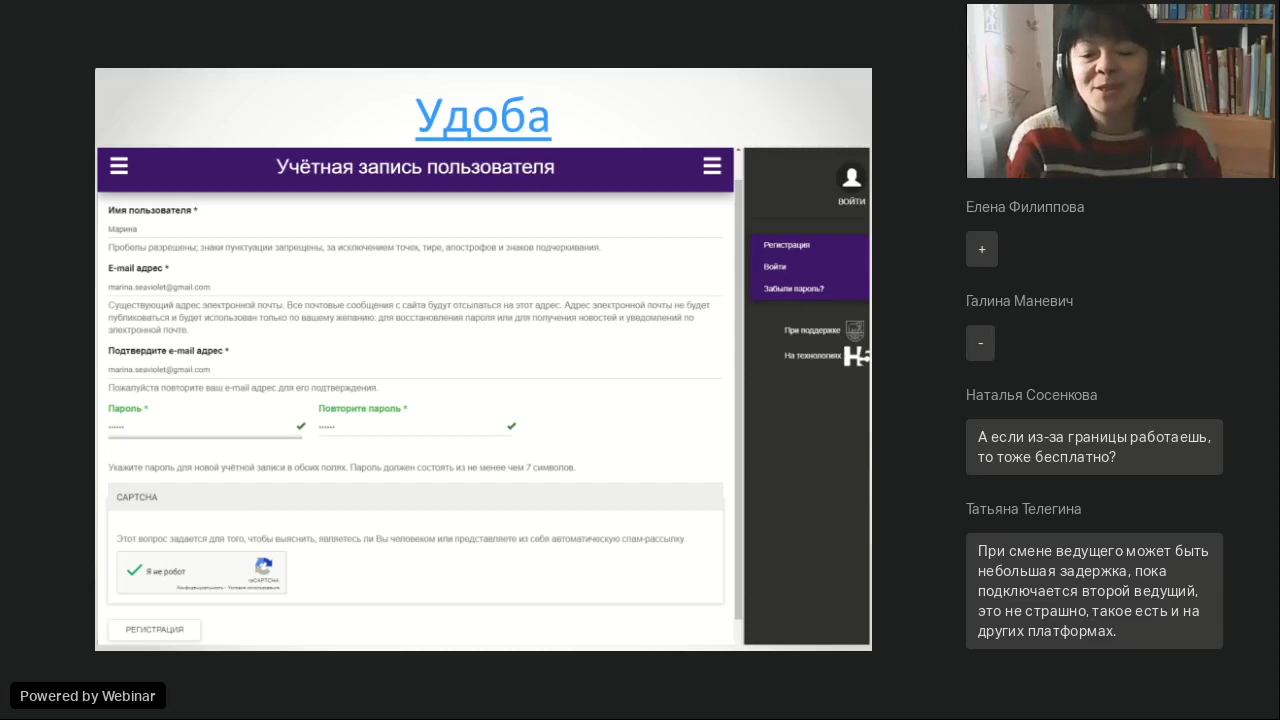 Удоба
Учётная запись пользователя
Имя пользователя *
Марина
Пробелы разрешены; знаки пунктуации запрещены, за исключением точек, тире, апострофов и знаков подчеркивания.
E-mail адрес *
marina.seaviolet@gmail.com
Существующий адрес электронной почты. Все почтовые сообщения с сайта будут отсылаться на этот адрес. Адрес электронной почты не будет
публиковаться и будет использован только по вашему желанию: для восстановления пароля или для получения новостей и уведомлений по
электронной почте.
Подтвердите e-mail адрес *
marina.seaviolet@gmail.com
Пожалуйста повторите ваш e-mail адрес для его подтверждения.
Пароль *
Повторите пароль *
••••••
••••••
Укажите пароль для новой учётной записи в обоих полях. Пароль должен состоять из не менее чем 7 символов.
CAPTCHA
Этот вопрос задается для того, чтобы выяснить, являетесь ли Вы человеком или представляете из себя автоматическую спам-рассылку.
Я не робот
reCAPTCHA
Конфиденциальность - Условия использования
РЕГИСТРАЦИЯ
ВОЙТИ
Регистрация
Войти
Забыли пароль?
При поддержке
На технологиях
Елена Филиппова
+
Галина Маневич
-
Наталья Сосенкова
А если из-за границы работаешь,
то тоже бесплатно?
Татьяна Телегина
При смене ведущего может быть
небольшая задержка, пока
подключается второй ведущий,
это не страшно, такое есть и на
других платформах.
Powered by Webinar